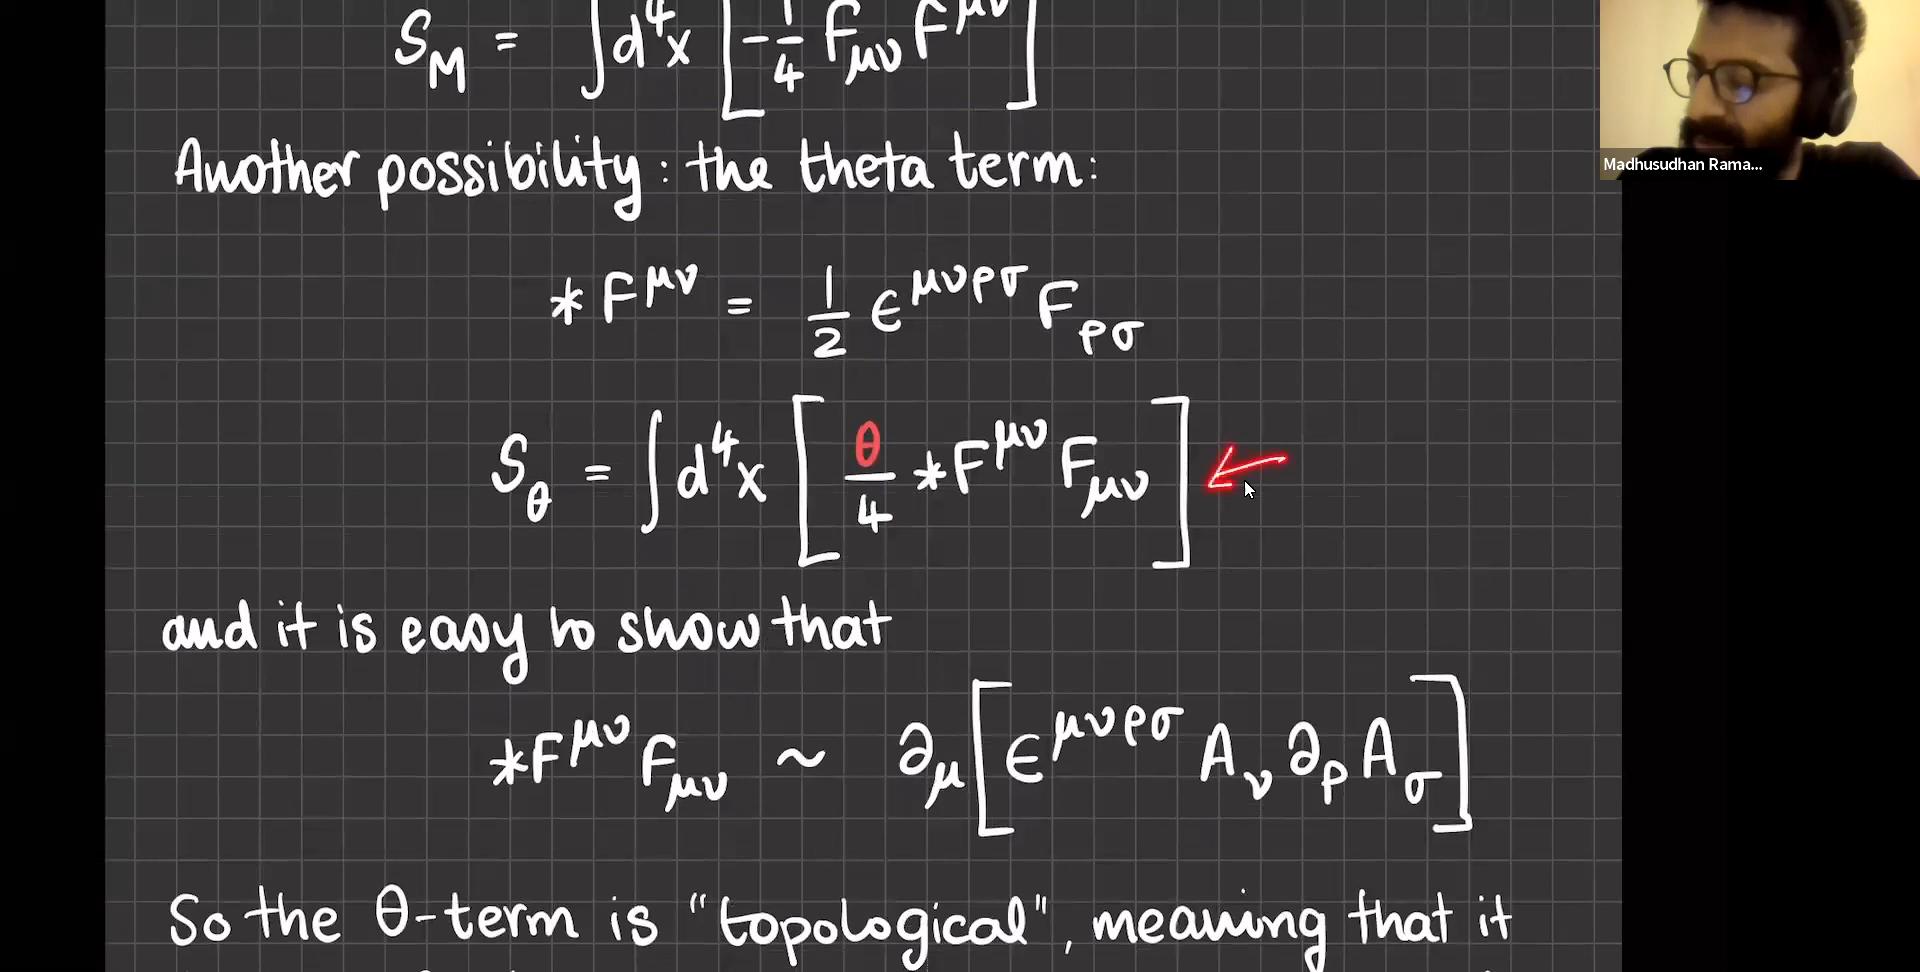 S_M = ∫d⁴x [-1/4 F_μν F^μν]
Madhusudhan Rama...
Another possibility: the theta term:
*F^μν = 1/2 ϵ^μνρσ F_ρσ
S_θ = ∫d⁴x [θ/4 *F^μν F_μν]
and it is easy to show that
*F^μν F_μν ~ ∂_μ[ϵ^μνρσ A_ν ∂_ρ A_σ]
So the θ-term is "topological", meaning that it